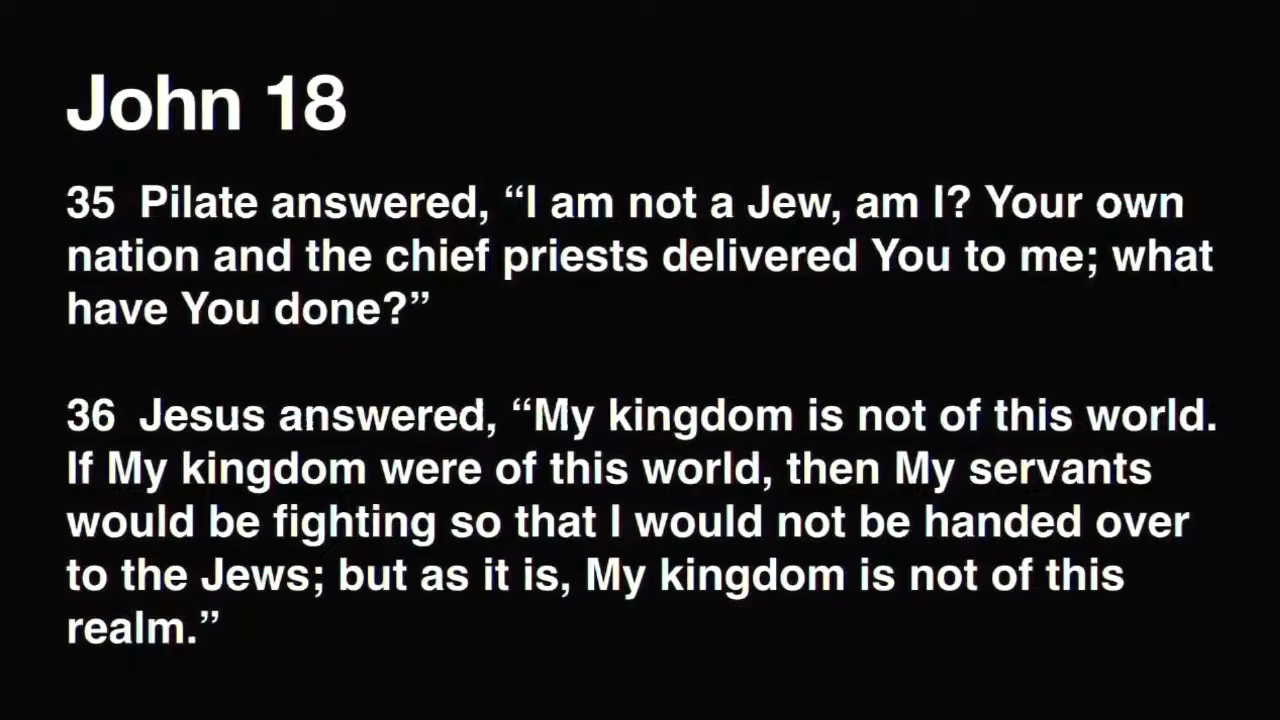 John 18
35  Pilate answered, “I am not a Jew, am I? Your own
nation and the chief priests delivered You to me; what
have You done?”
36  Jesus answered, “My kingdom is not of this world.
If My kingdom were of this world, then My servants
would be fighting so that I would not be handed over
to the Jews; but as it is, My kingdom is not of this
realm.”